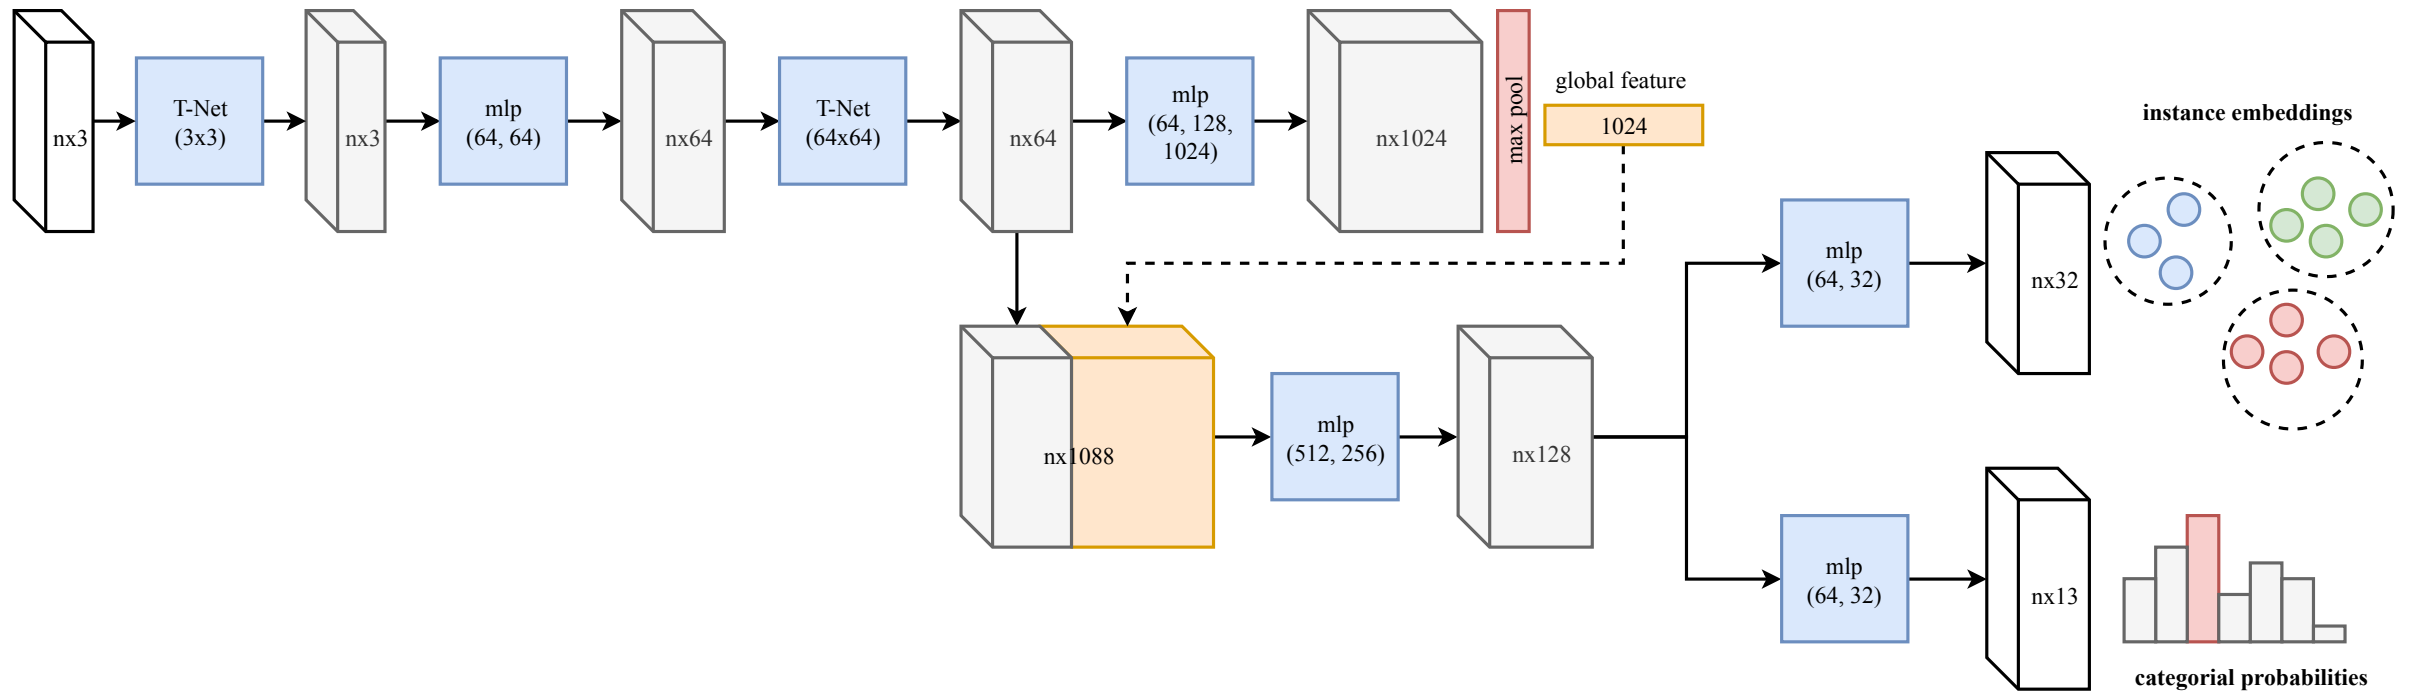 nx3
T-Net
(3x3)
nx3
mlp
(64, 64)
nx64
T-Net
(64x64)
nx64
mlp
(64, 128,
1024)
nx1024
max pool
global feature
1024
instance embeddings
mlp
(64, 32)
nx32
nx1088
mlp
(512, 256)
nx128
mlp
(64, 32)
nx13
categorial probabilities